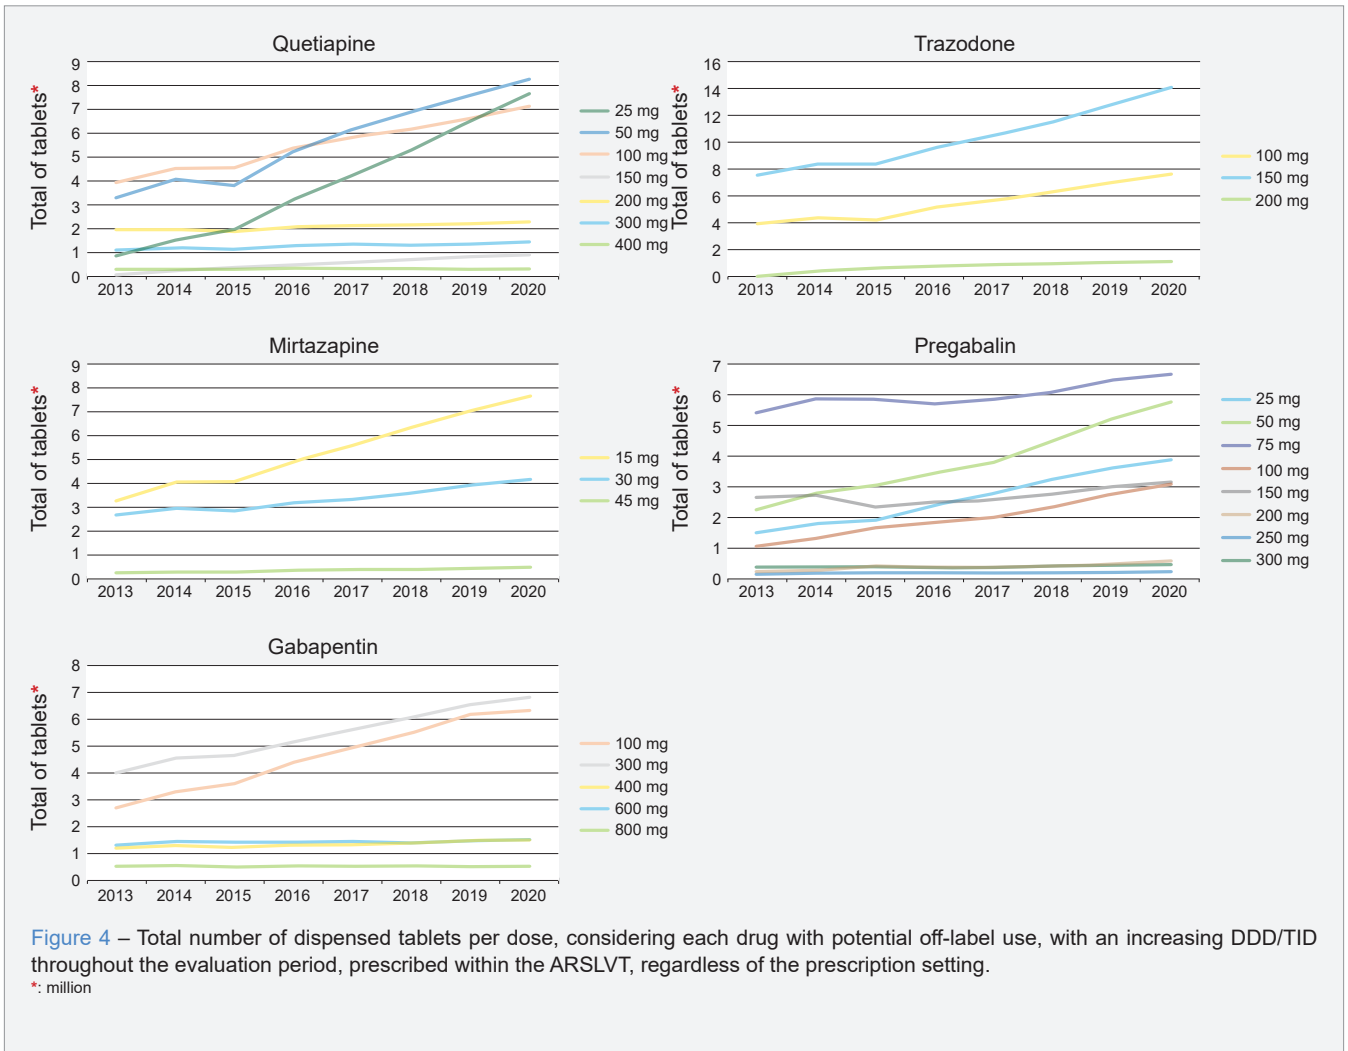 Quetiapine
Total of tablets*
9
8
7
6
5
4
3
2
1
0
2013 2014 2015 2016 2017 2018 2019 2020
25 mg
50 mg
100 mg
150 mg
200 mg
300 mg
400 mg
Trazodone
Total of tablets*
16
14
12
10
8
6
4
2
0
2013 2014 2015 2016 2017 2018 2019 2020
100 mg
150 mg
200 mg
Mirtazapine
Total of tablets*
9
8
7
6
5
4
3
2
1
0
2013 2014 2015 2016 2017 2018 2019 2020
15 mg
30 mg
45 mg
Pregabalin
Total of tablets*
7
6
5
4
3
2
1
0
2013 2014 2015 2016 2017 2018 2019 2020
25 mg
50 mg
75 mg
100 mg
150 mg
200 mg
250 mg
300 mg
Gabapentin
Total of tablets*
8
7
6
5
4
3
2
1
0
2013 2014 2015 2016 2017 2018 2019 2020
100 mg
300 mg
400 mg
600 mg
800 mg
Figure 4 – Total number of dispensed tablets per dose, considering each drug with potential off-label use, with an increasing DDD/TID
throughout the evaluation period, prescribed within the ARSLVT, regardless of the prescription setting.
*: million